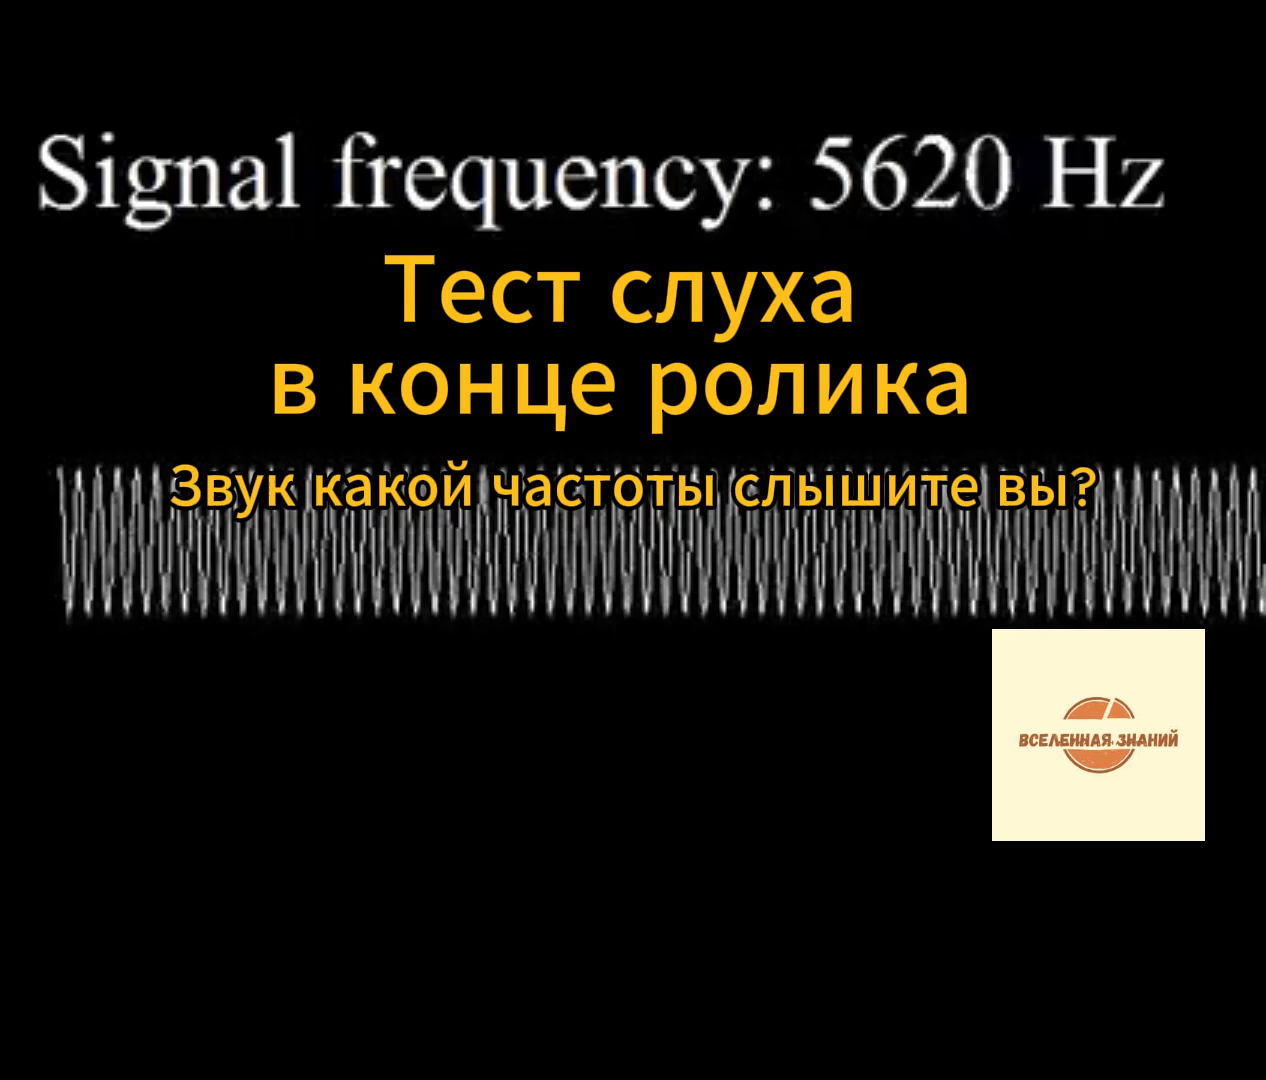 Signal frequency: 5620 Hz
Тест слуха
в конце ролика
Звук какой частоты слышите вы?
ВСЕЛЕННАЯ ЗНАНИЙ